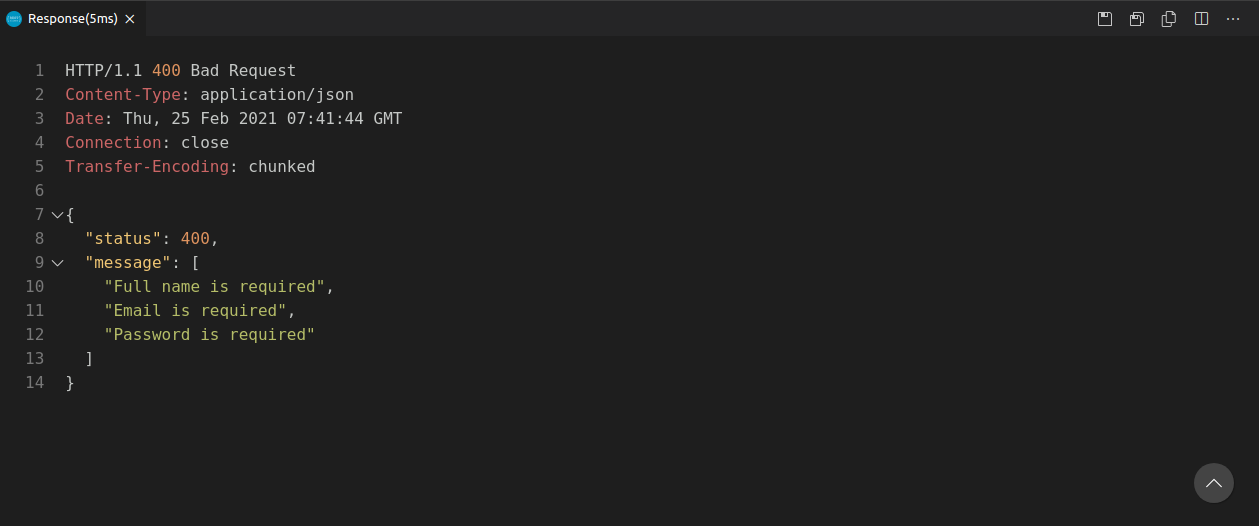 Response(5ms)
1 HTTP/1.1 400 Bad Request
2 Content-Type: application/json
3 Date: Thu, 25 Feb 2021 07:41:44 GMT
4 Connection: close
5 Transfer-Encoding: chunked
6
7 {
8   "status": 400,
9   "message": [
10     "Full name is required",
11     "Email is required",
12     "Password is required"
13   ]
14 }